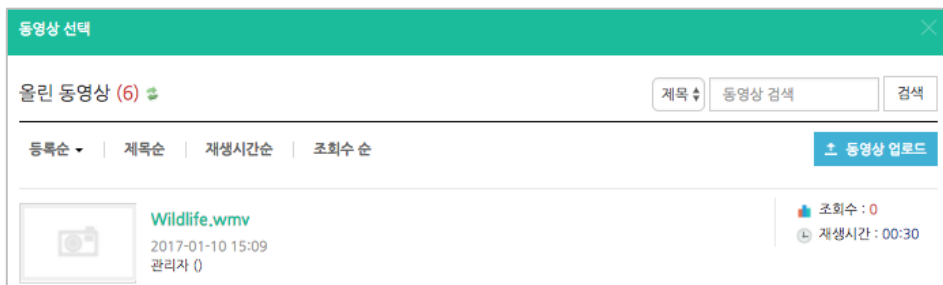 동영상 선택
올린 동영상 (6)
제목 동영상 검색 검색
등록순 제목순 재생시간순 조회수 순
동영상 업로드
Wildlife.wmv
2017-01-10 15:09
관리자 ()
조회수 : 0
재생시간 : 00:30